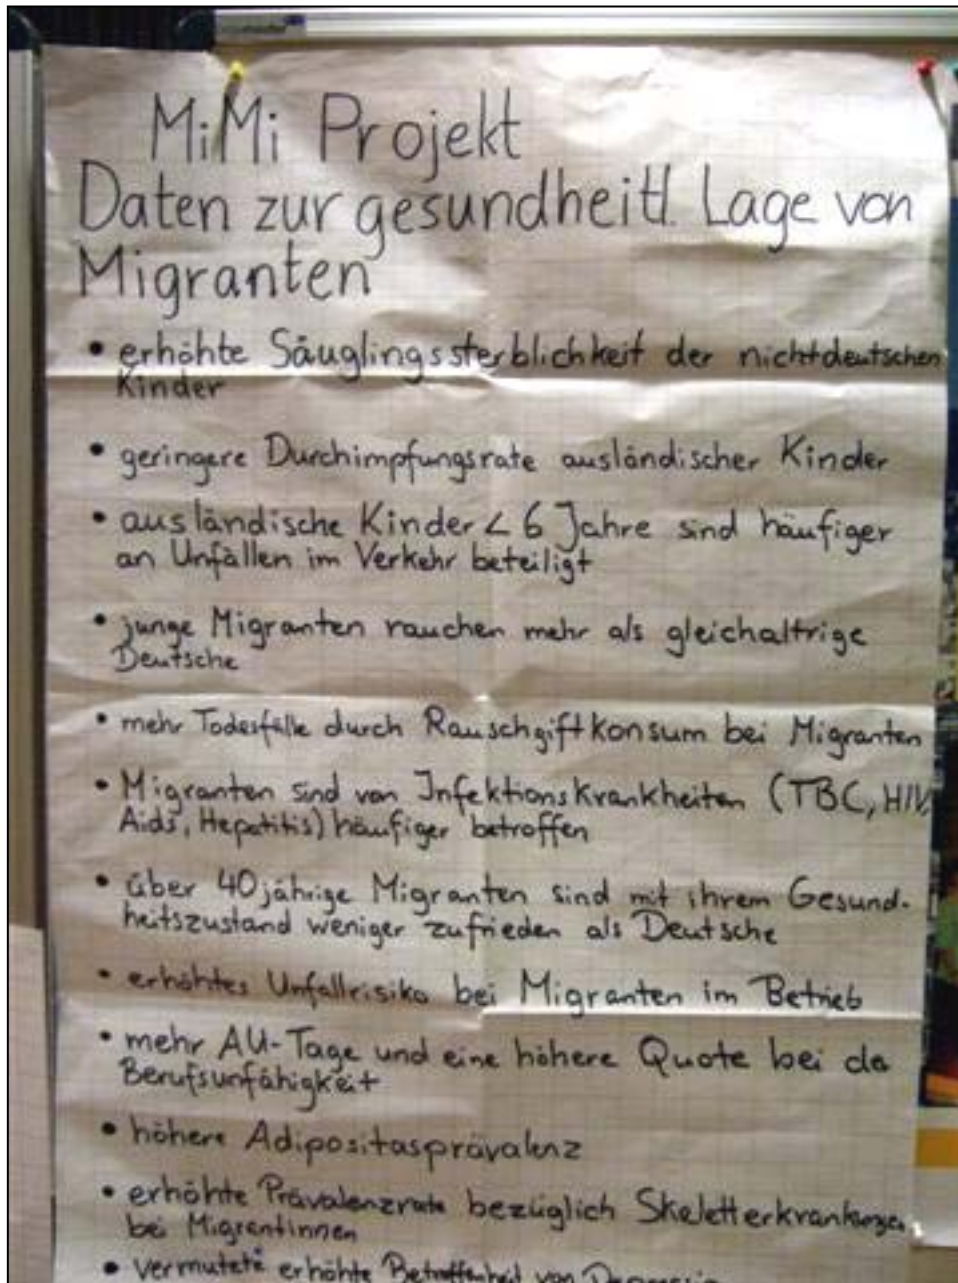 MiMi Projekt
Daten zur gesundheitl. Lage von
Migranten
• erhöhte Säuglingssterblichkeit der nichtdeutschen
Kinder
• geringere Durchimpfungsrate ausländischer Kinder
• ausländische Kinder < 6 Jahre sind häufiger
an Unfällen im Verkehr beteiligt
• junge Migranten rauchen mehr als gleichaltrige
Deutsche
• mehr Todesfälle durch Rauschgiftkonsum bei Migranten
• Migranten sind von Infektionskrankheiten (TBC, HIV,
Aids, Hepatitis) häufiger betroffen
• über 40jährige Migranten sind mit ihrem Gesund-
heitszustand weniger zufrieden als Deutsche
• erhöhtes Unfallrisiko bei Migranten im Betrieb
• mehr AU-Tage und eine höhere Quote bei de
Berufsunfähigkeit
• höhere Adipositasprävalenz
• erhöhte Prävalenzrate bezüglich
bei Migrantinnen
• vermutete erhöhte Betroffenheit von